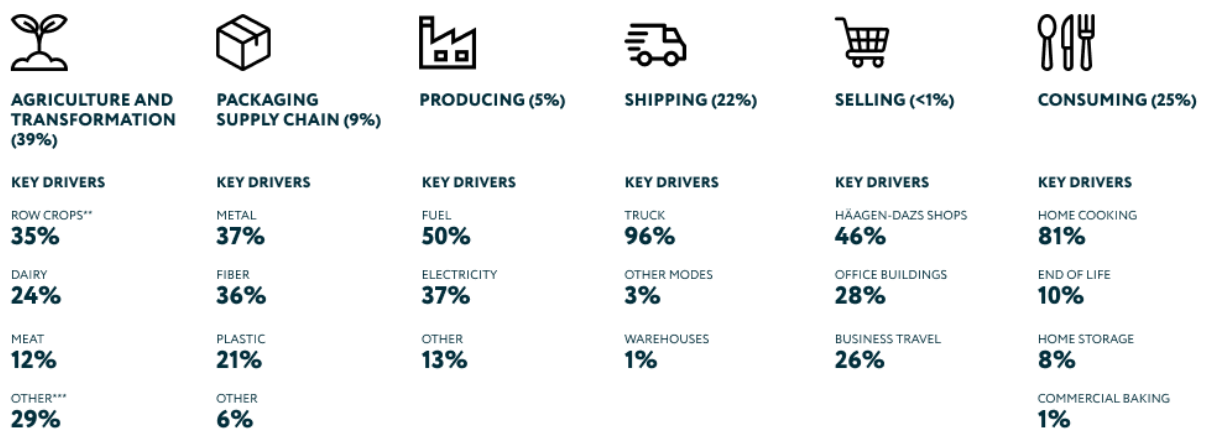 AGRICULTURE AND
TRANSFORMATION
(39%)
KEY DRIVERS
ROW CROPS**
35%
DAIRY
24%
MEAT
12%
OTHER***
29%
PACKAGING
SUPPLY CHAIN (9%)
KEY DRIVERS
METAL
37%
FIBER
36%
PLASTIC
21%
OTHER
6%
PRODUCING (5%)
KEY DRIVERS
FUEL
50%
ELECTRICITY
37%
OTHER
13%
SHIPPING (22%)
KEY DRIVERS
TRUCK
96%
OTHER MODES
3%
WAREHOUSES
1%
SELLING (<1%)
KEY DRIVERS
HÄAGEN-DAZS SHOPS
46%
OFFICE BUILDINGS
28%
BUSINESS TRAVEL
26%
CONSUMING (25%)
KEY DRIVERS
HOME COOKING
81%
END OF LIFE
10%
HOME STORAGE
8%
COMMERCIAL BAKING
1%